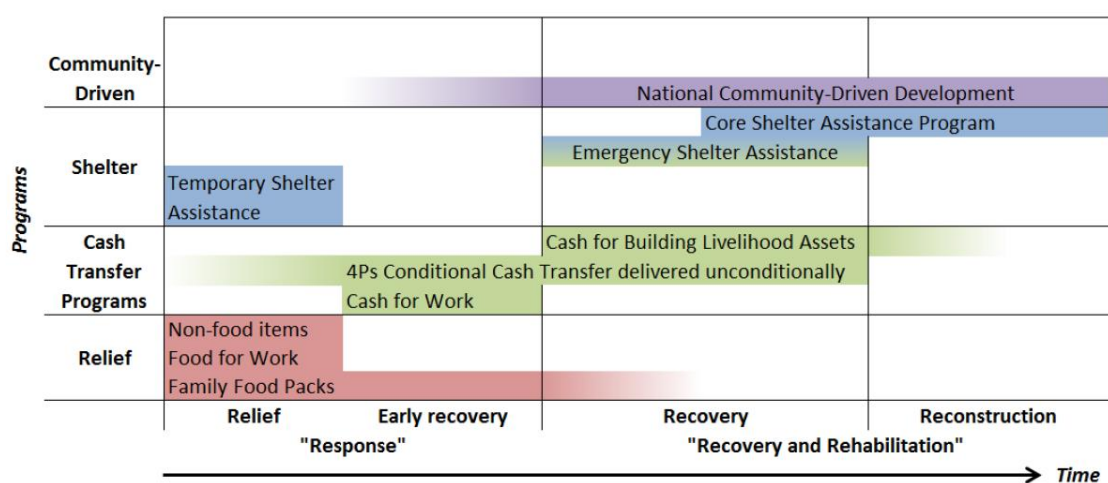 Community-
Driven
National Community-Driven Development
Core Shelter Assistance Program
Shelter
Emergency Shelter Assistance
Temporary Shelter
Assistance
Programs
Cash
Transfer
Programs
Cash for Building Livelihood Assets
4Ps Conditional Cash Transfer delivered unconditionally
Cash for Work
Relief
Non-food items
Food for Work
Family Food Packs
Relief Early recovery Recovery Reconstruction
"Response" "Recovery and Rehabilitation"
Time